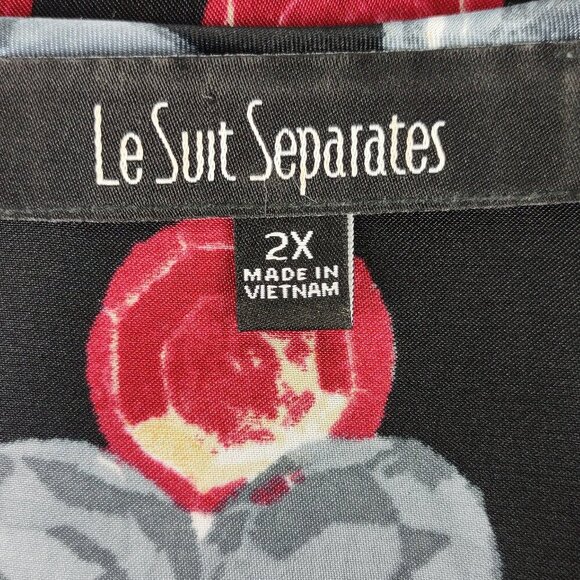 Le Suit Separates
2X
MADE IN
VIETNAM